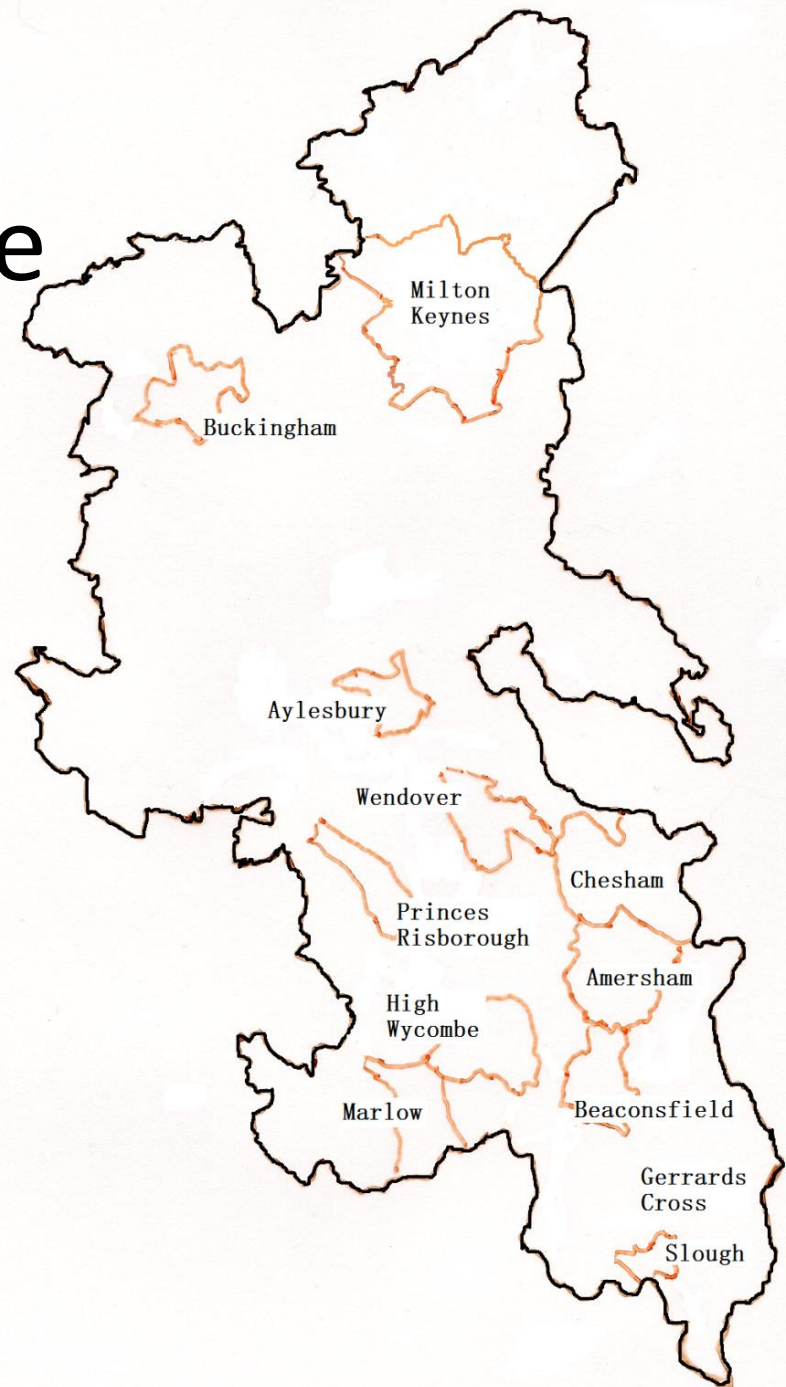 e
Milton
Keynes
Buckingham
Aylesbury
Wendover
Chesham
Princes
Risborough
Amersham
High
Wycombe
Marlow
Beaconsfield
Gerrards
Cross
Slough